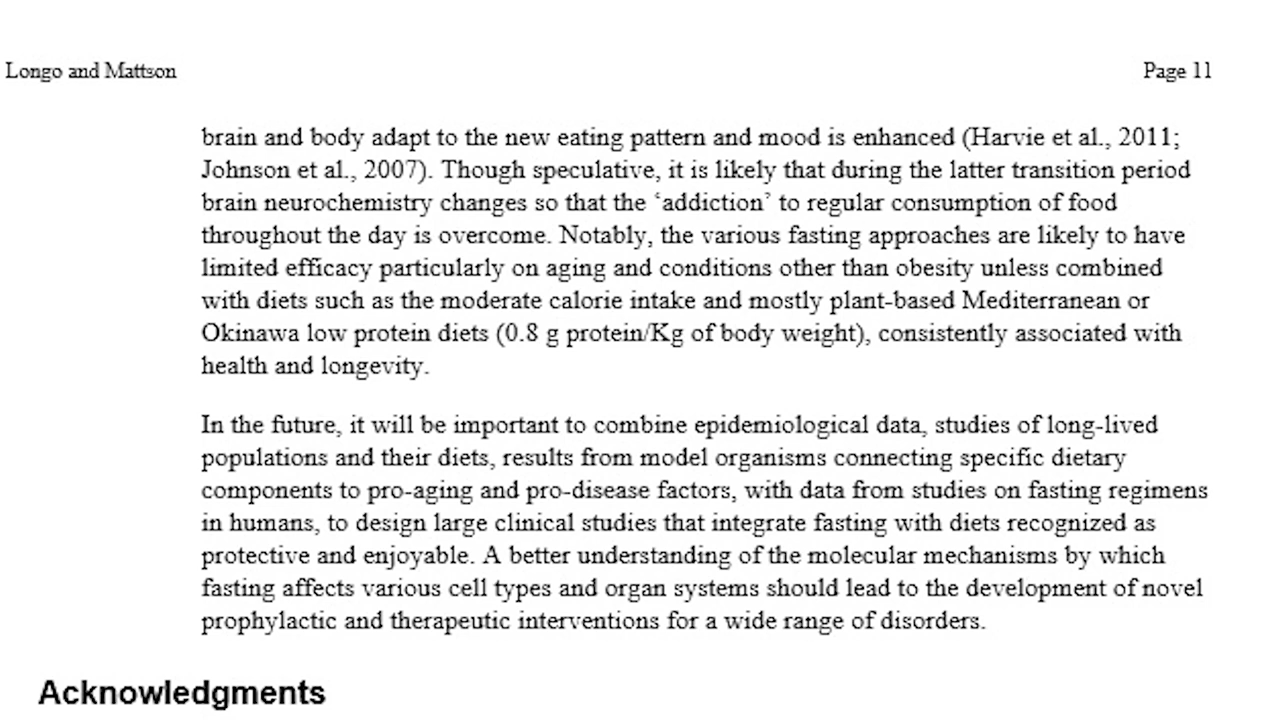 Longo and Mattson
Page 11
brain and body adapt to the new eating pattern and mood is enhanced (Harvie et al., 2011;
Johnson et al., 2007). Though speculative, it is likely that during the latter transition period
brain neurochemistry changes so that the ‘addiction’ to regular consumption of food
throughout the day is overcome. Notably, the various fasting approaches are likely to have
limited efficacy particularly on aging and conditions other than obesity unless combined
with diets such as the moderate calorie intake and mostly plant-based Mediterranean or
Okinawa low protein diets (0.8 g protein/Kg of body weight), consistently associated with
health and longevity.
In the future, it will be important to combine epidemiological data, studies of long-lived
populations and their diets, results from model organisms connecting specific dietary
components to pro-aging and pro-disease factors, with data from studies on fasting regimens
in humans, to design large clinical studies that integrate fasting with diets recognized as
protective and enjoyable. A better understanding of the molecular mechanisms by which
fasting affects various cell types and organ systems should lead to the development of novel
prophylactic and therapeutic interventions for a wide range of disorders.
Acknowledgments